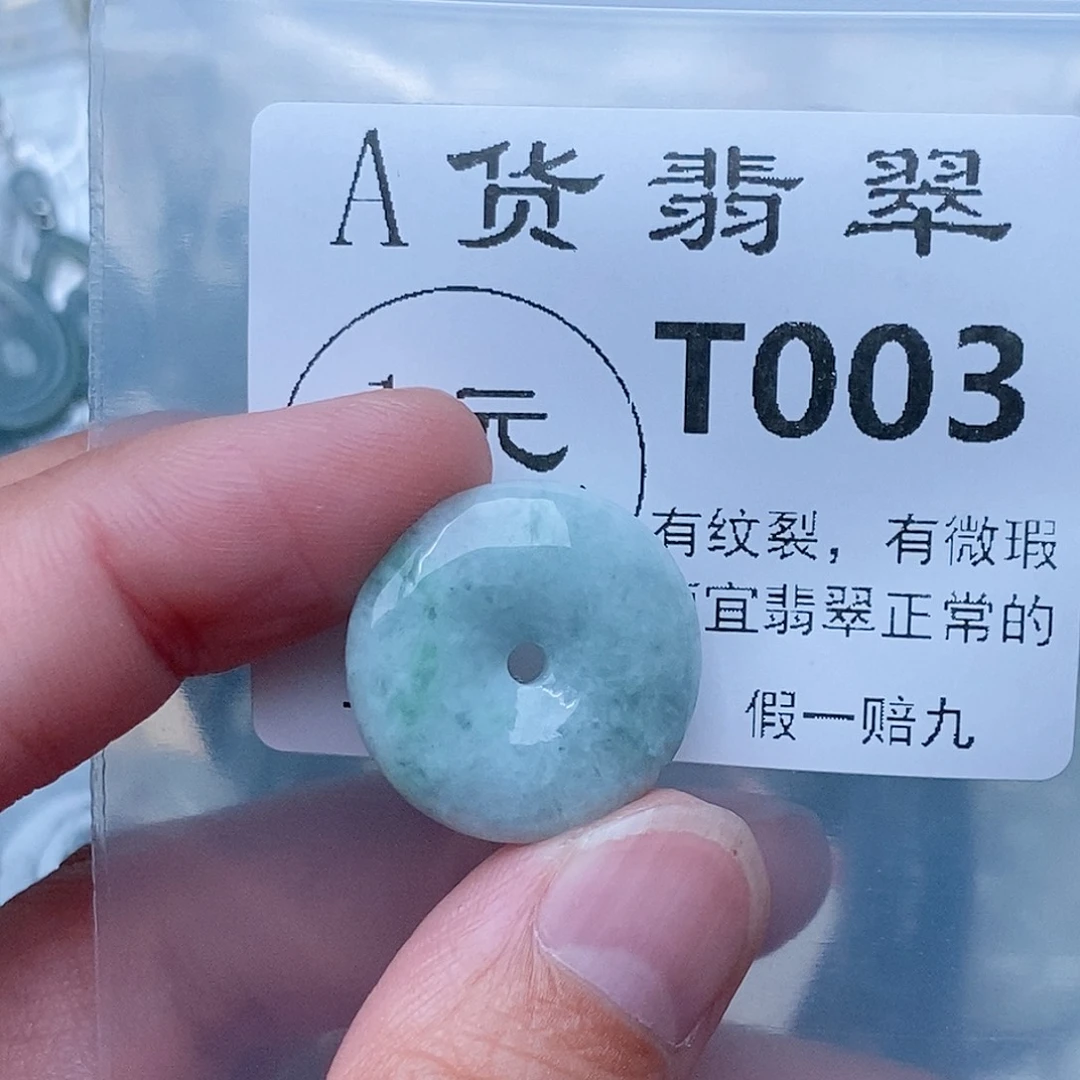 A货翡翠
元
T003
有纹裂，有微瑕
宜翡翠正常的
假一赔九